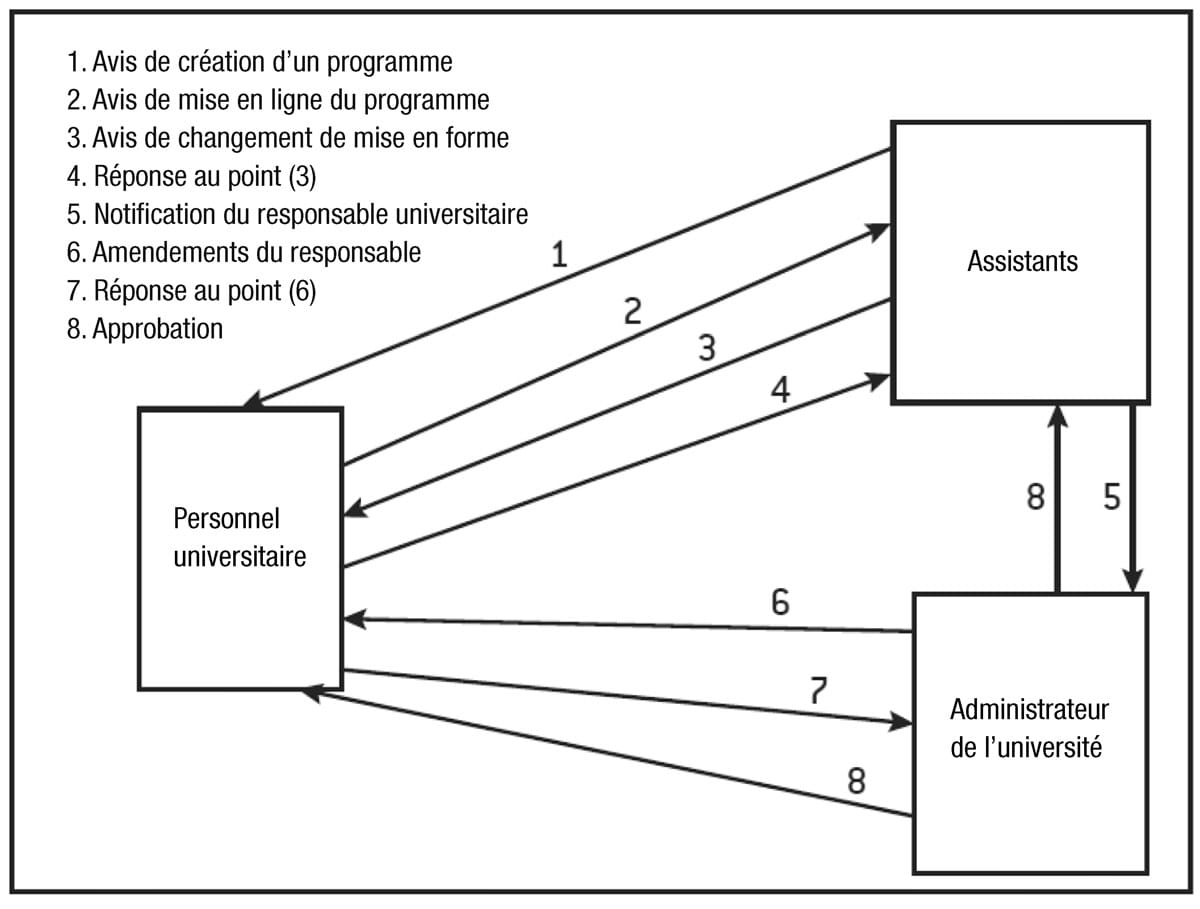 1. Avis de création d’un programme
2. Avis de mise en ligne du programme
3. Avis de changement de mise en forme
4. Réponse au point (3)
5. Notification du responsable universitaire
6. Amendements du responsable
7. Réponse au point (6)
8. Approbation
1
2
3
4
Assistants
Personnel
universitaire
8
5
6
7
8
Administrateur
de l’université